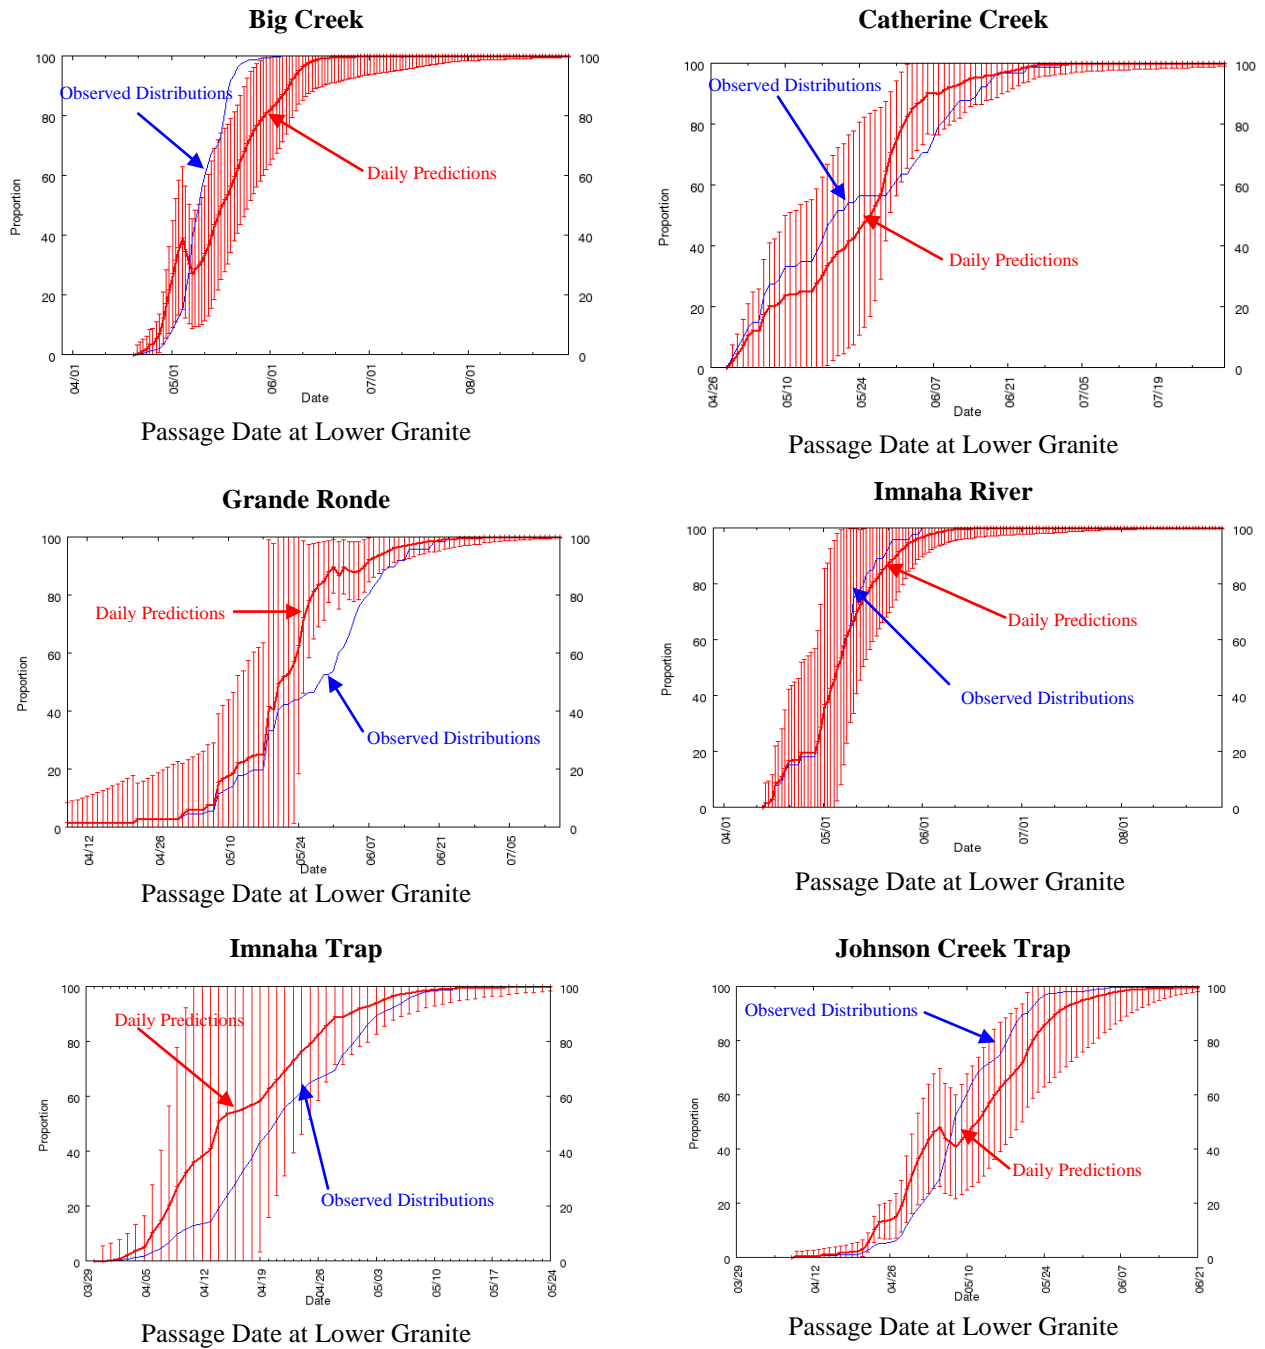 Big Creek
Observed Distributions
Daily Predictions
Proportion
0 20 40 60 80 100
0 20 40 60 80 100
04/01 05/01 06/01 07/01 08/01
Date
Passage Date at Lower Granite
Catherine Creek
Observed Distributions
Daily Predictions
Proportion
0 20 40 60 80 100
0 20 40 60 80 100
04/26 05/10 05/24 06/07 06/21 07/05 07/19
Date
Passage Date at Lower Granite
Grande Ronde
Daily Predictions
Observed Distributions
Proportion
0 20 40 60 80 100
0 20 40 60 80 100
04/12 04/26 05/10 05/24 06/07 06/21 07/05
Date
Passage Date at Lower Granite
Imnaha River
Daily Predictions
Observed Distributions
Proportion
0 20 40 60 80 100
0 20 40 60 80 100
04/01 05/01 06/01 07/01 08/01
Date
Passage Date at Lower Granite
Imnaha Trap
Daily Predictions
Observed Distributions
Proportion
0 20 40 60 80 100
0 20 40 60 80 100
03/29 04/05 04/12 04/19 04/26 05/03 05/10 05/17 05/24
Date
Passage Date at Lower Granite
Johnson Creek Trap
Observed Distributions
Daily Predictions
Proportion
0 20 40 60 80 100
0 20 40 60 80 100
03/29 04/12 04/26 05/10 05/24 06/07 06/21
Date
Passage Date at Lower Granite